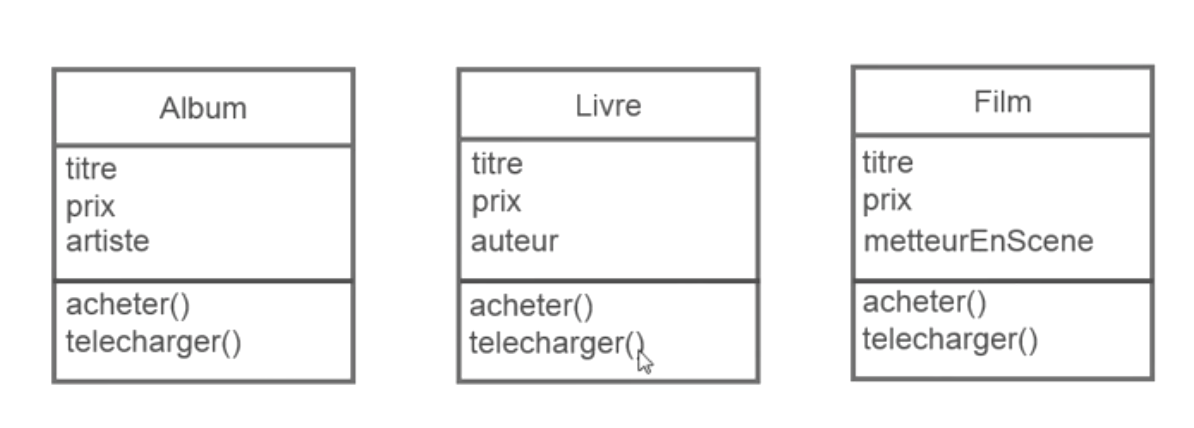 Album
titre
prix
artiste
acheter()
telecharger()
Livre
titre
prix
auteur
acheter()
telecharger()
Film
titre
prix
metteurEnScene
acheter()
telecharger()